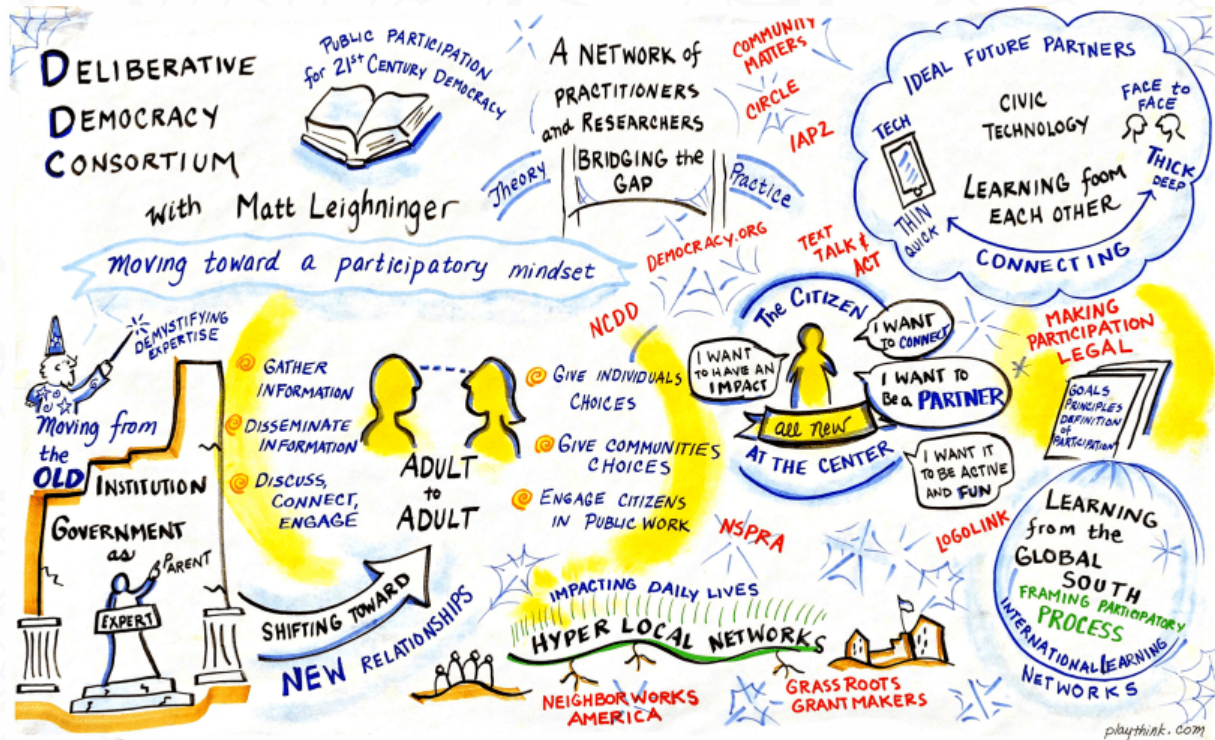 DELIBERATIVE
DEMOCRACY
CONSORTIUM
with Matt Leighninger
PUBLIC PARTICIPATION
for 21st CENTURY DEMOCRACY
A NETWORK of
PRACTITIONERS
and RESEARCHERS
BRIDGING the
GAP
Theory
Practice
COMMUNITY
MATTERS
CIRCLE
IAP2
DEMOCRACY.ORG
TEXT
TALK &
ACT
NCDD
IDEAL FUTURE PARTNERS
CIVIC
TECHNOLOGY
TECH
THIN
QUICK
FACE to
FACE
THICK
DEEP
LEARNING foom
EACH OTHER
CONNECTING
moving toward a participatory mindset
DEMYSTIFYING
EXPERTISE
Moving from
the
OLD
INSTITUTION
GOVERNMENT
as
PARENT
EXPERT
GATHER
INFORMATION
DISSEMINATE
INFORMATION
DISCUSS,
CONNECT,
ENGAGE
ADULT
to
ADULT
GIVE INDIVIDUALS
CHOICES
GIVE COMMUNITIES
CHOICES
ENGAGE CITIZENS
IN PUBLIC WORK
SHIFTING TOWARD
NEW RELATIONSHIPS
The CITIZEN
all new
AT THE CENTER
I WANT
TO HAVE AN
IMPACT
I WANT
TO CONNECT
I WANT TO
Be a PARTNER
I WANT IT
TO BE ACTIVE
AND FUN
MAKING
PARTICIPATION
LEGAL
GOALS
PRINCIPLES
DEFINITION
of
PARTICIPATION
NSPRA
LOGOLINK
IMPACTING DAILY LIVES
HYPER LOCAL NETWORKS
NEIGHBORWORKS
AMERICA
GRASSROOTS
GRANTMAKERS
LEARNING
from the
GLOBAL
SOUTH
FRAMING PARTICIPATORY
PROCESS
INTERNATIONAL LEARNING
NETWORKS
playthink.com